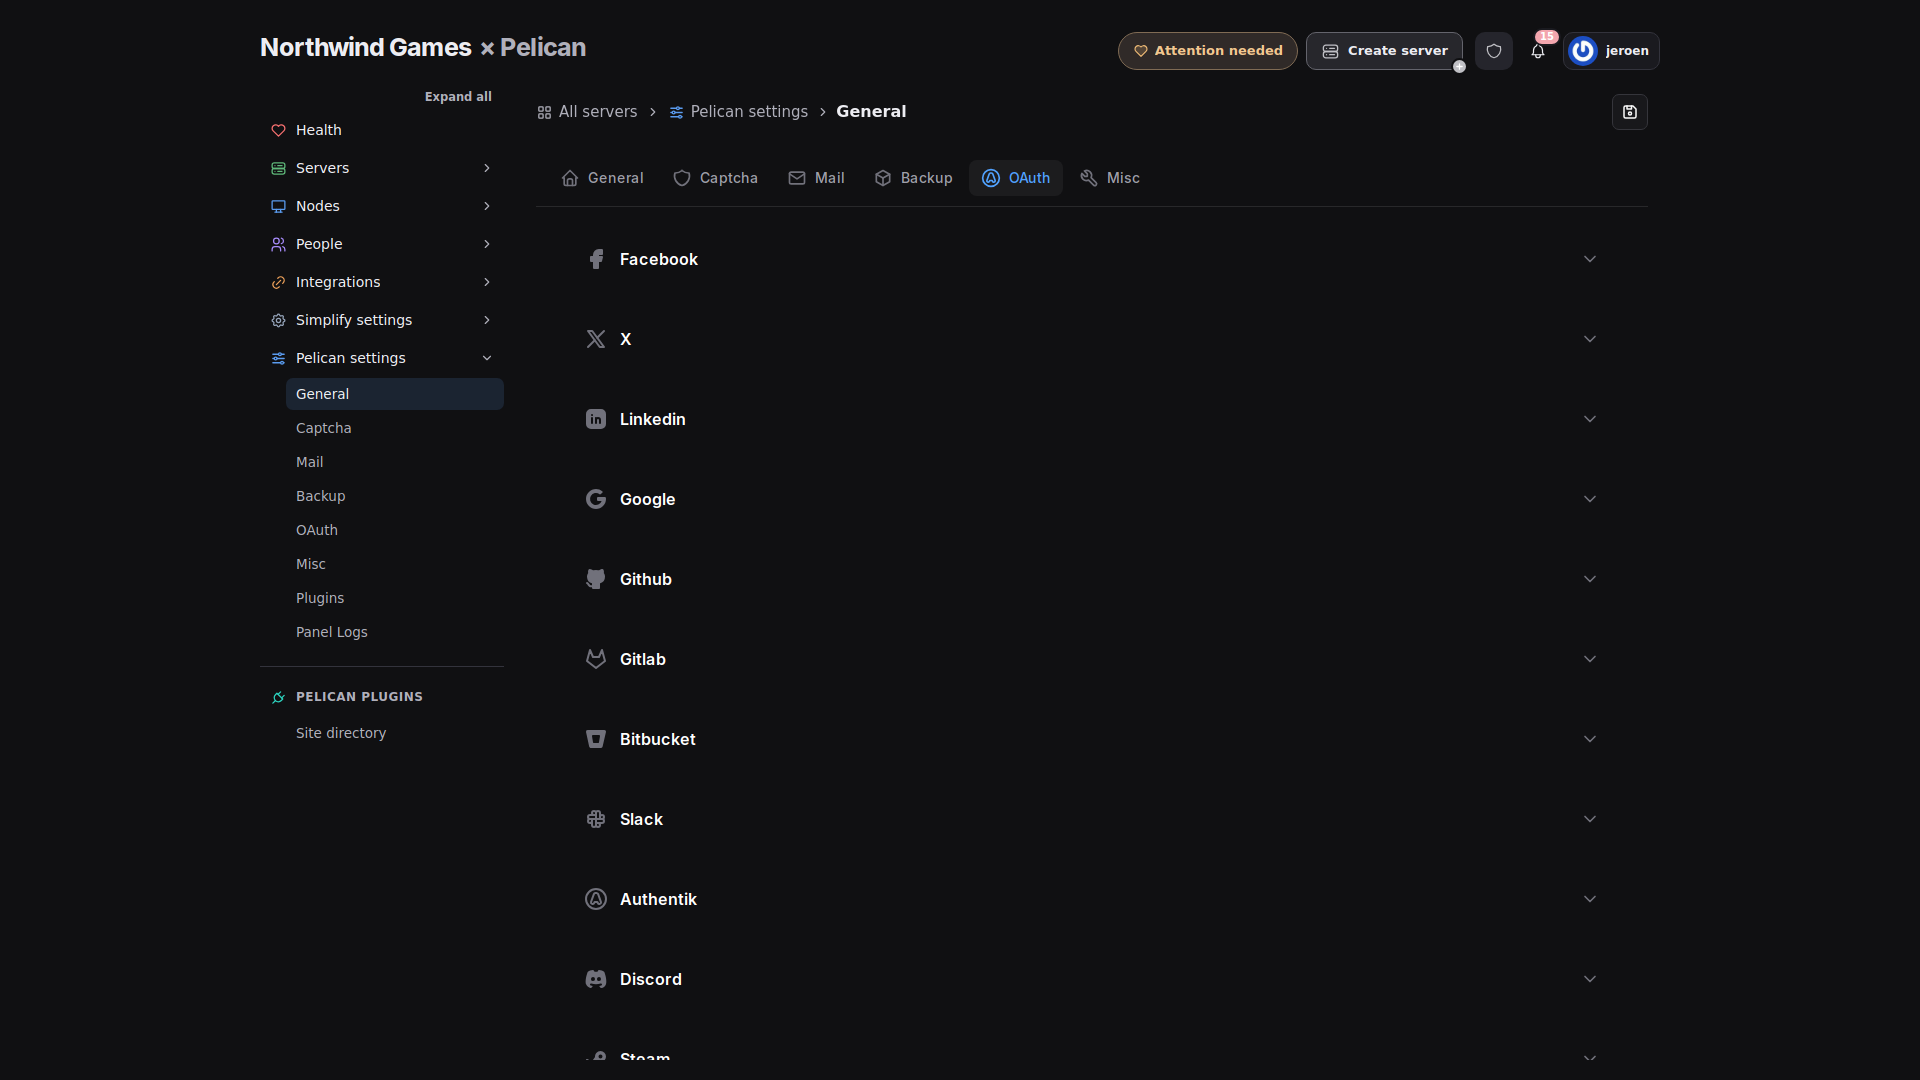 Northwind Games × Pelican
Attention needed
Create server
15
jeroen
Expand all
Health
Servers
Nodes
People
Integrations
Simplify settings
Pelican settings
General
Captcha
Mail
Backup
OAuth
Misc
Plugins
Panel Logs
PELICAN PLUGINS
Site directory
All servers > Pelican settings > General
General Captcha Mail Backup OAuth Misc
Facebook
X
Linkedin
Google
Github
Gitlab
Bitbucket
Slack
Authentik
Discord
Steam